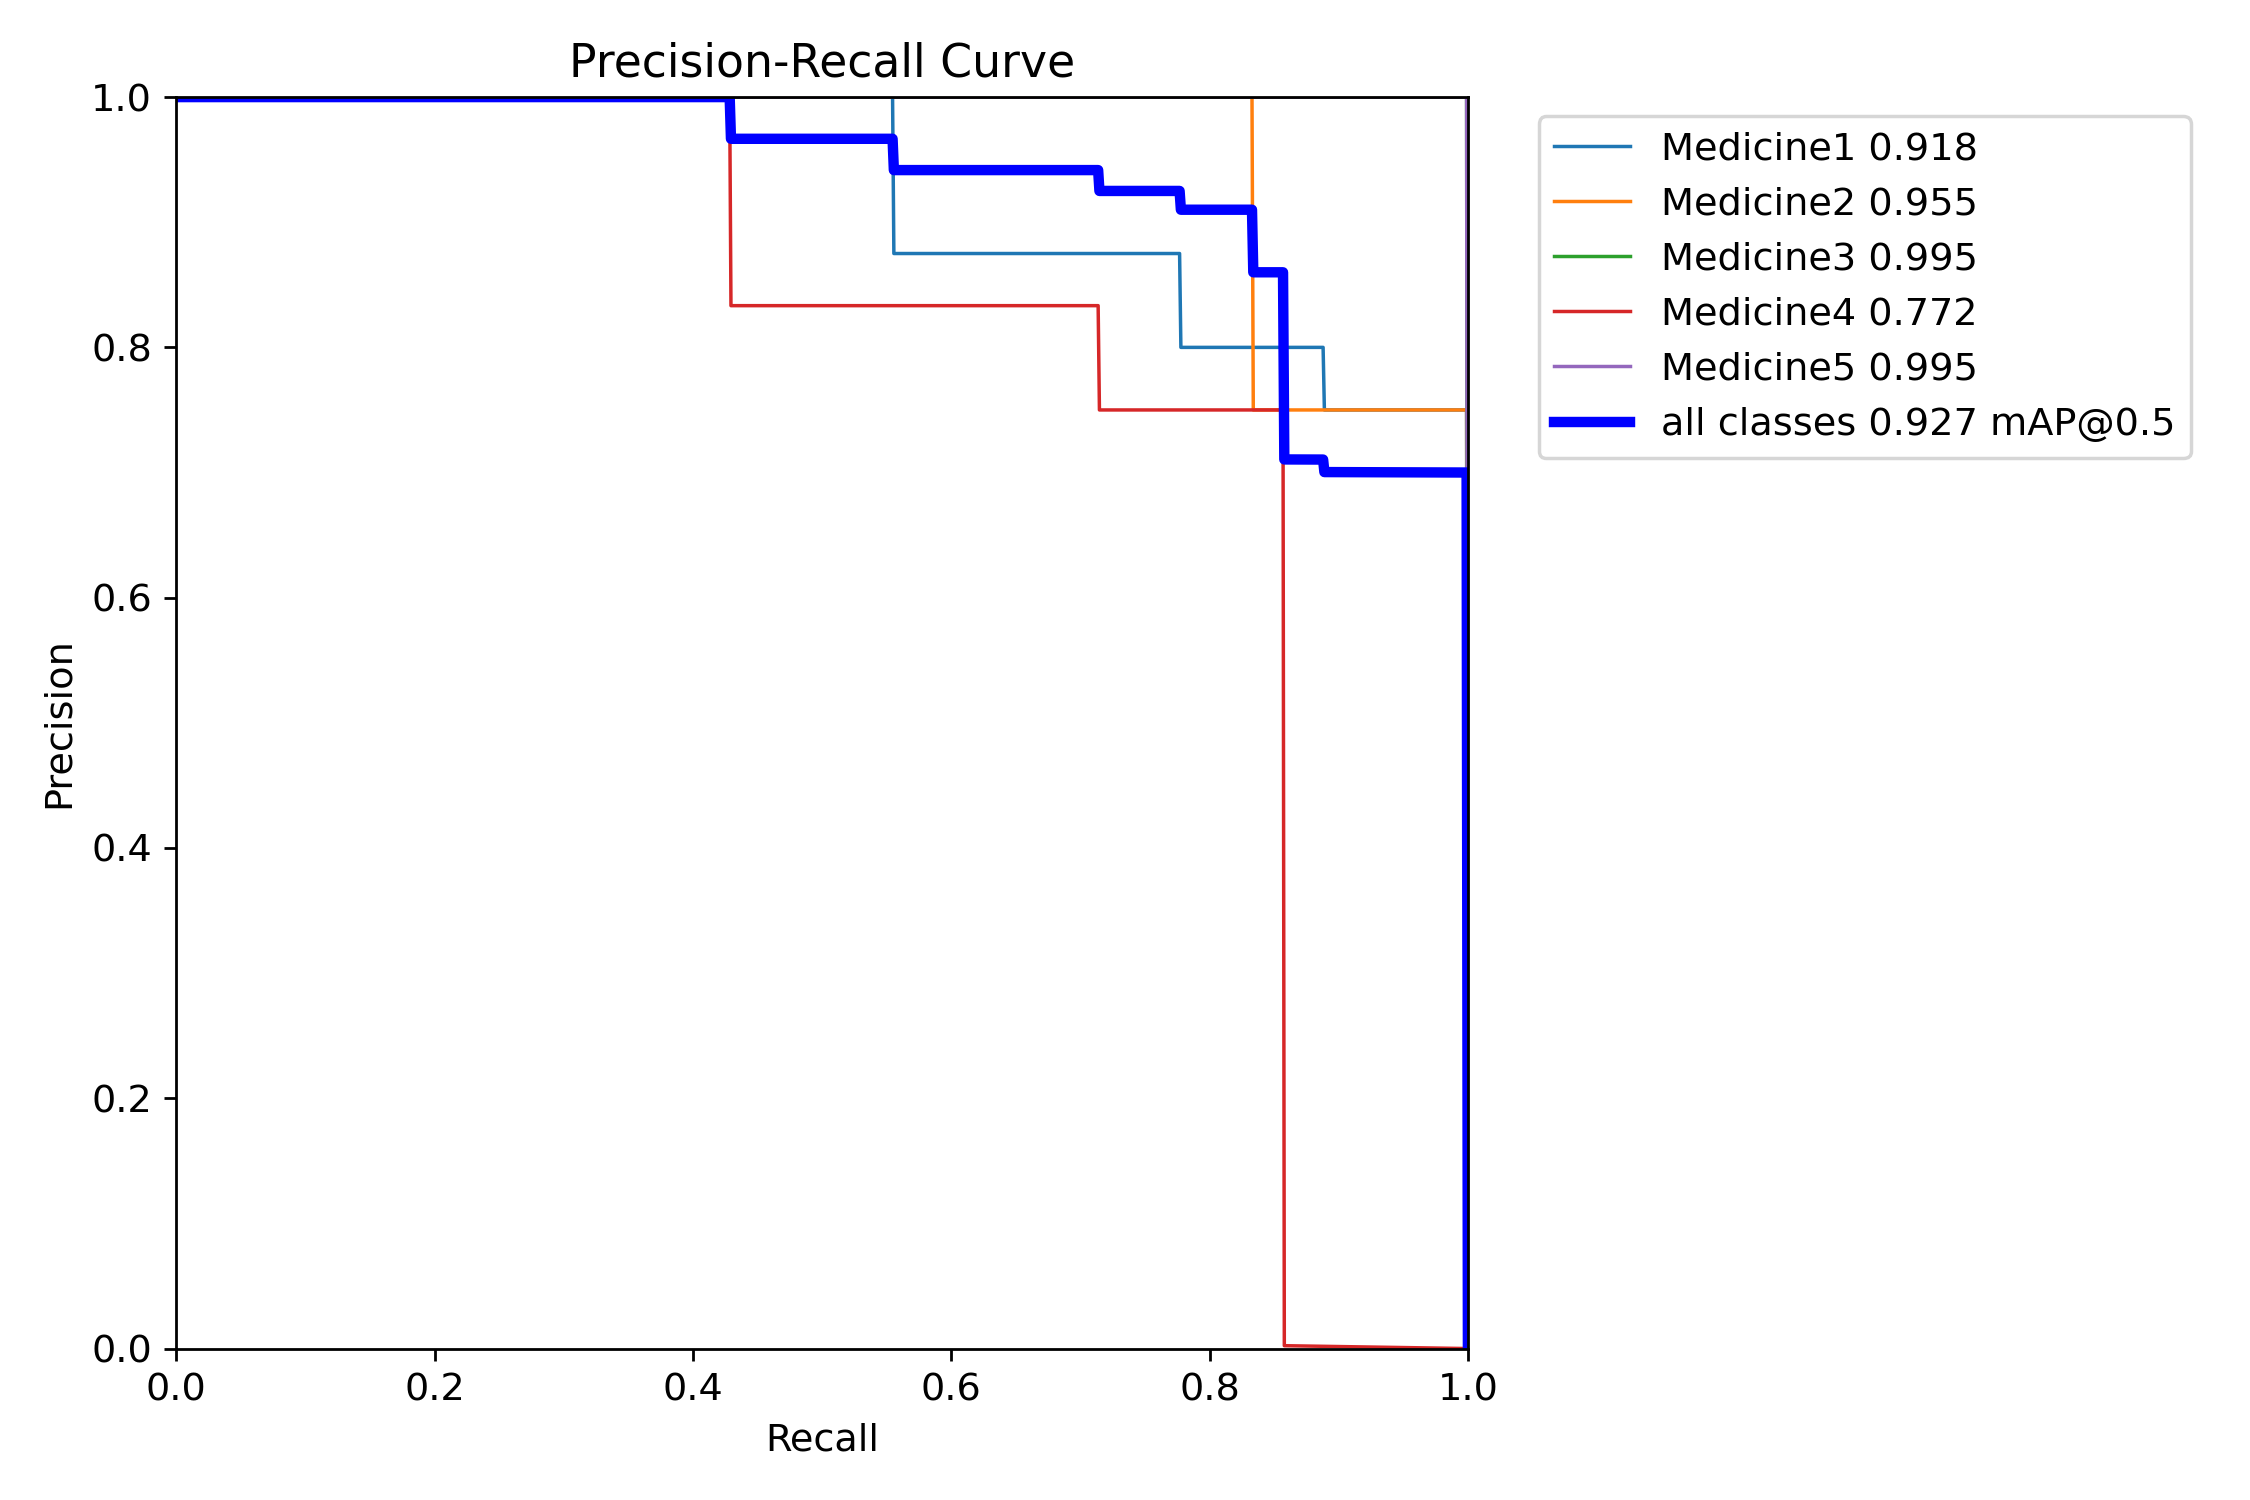 Precision-Recall Curve
1.0
0.8
0.6
0.4
0.2
0.0
Precision
0.0 0.2 0.4 0.6 0.8 1.0
Recall
Medicine1 0.918
Medicine2 0.955
Medicine3 0.995
Medicine4 0.772
Medicine5 0.995
all classes 0.927 mAP@0.5